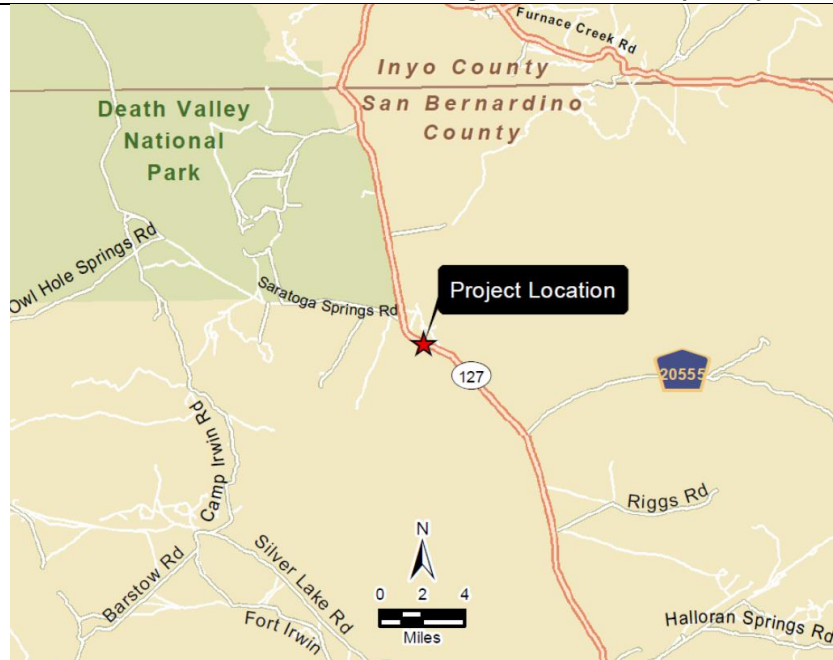 Furnace Creek Rd
Inyo County
San Bernardino
County
Death Valley
National
Park
Owl Hole Springs Rd
Saratoga Springs Rd
Project Location
127
20555
Camp Irwin Rd
Riggs Rd
N
0 2 4
Miles
Barstow Rd
Silver Lake Rd
Fort Irwin
Halloran Springs Rd